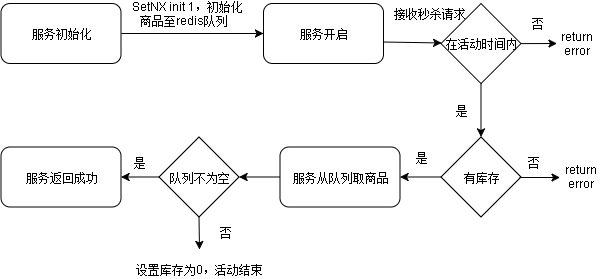 服务初始化
SetNX init 1，初始化
商品至redis队列
服务开启
接收秒杀请求
在活动时间内
否
return
error
是
有库存
否
return
error
是
服务从队列取商品
队列不为空
是
服务返回成功
否
设置库存为0，活动结束